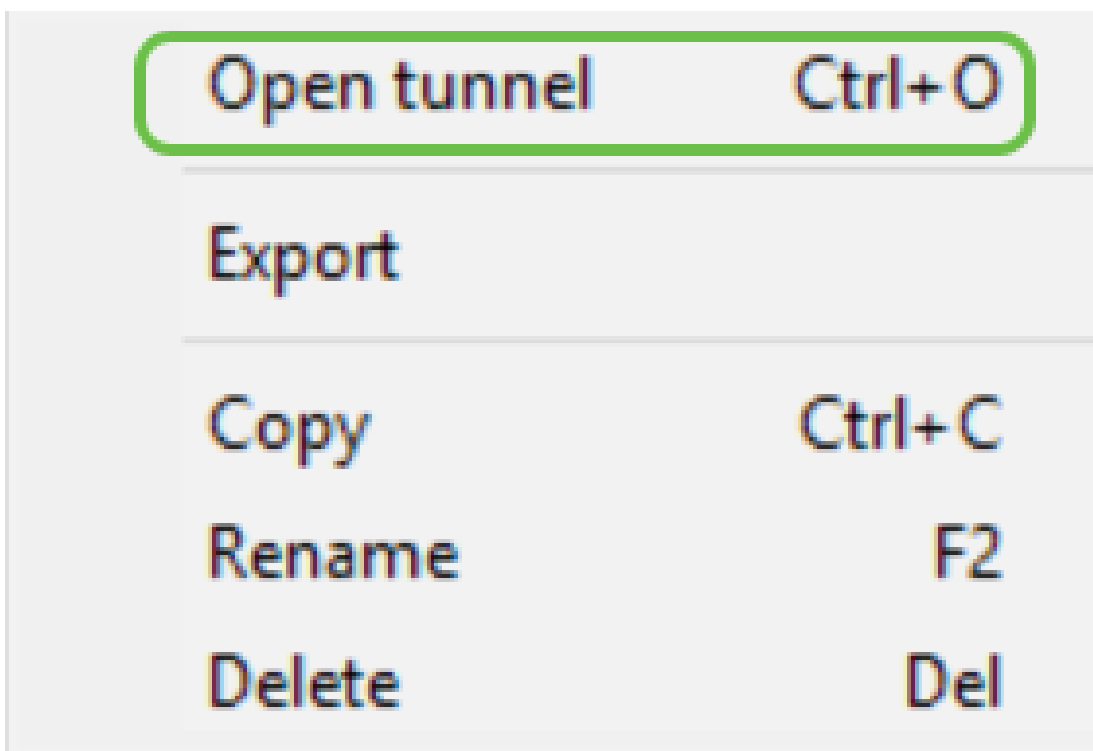 Open tunnel Ctrl+O
Export
Copy Ctrl+C
Rename F2
Delete Del